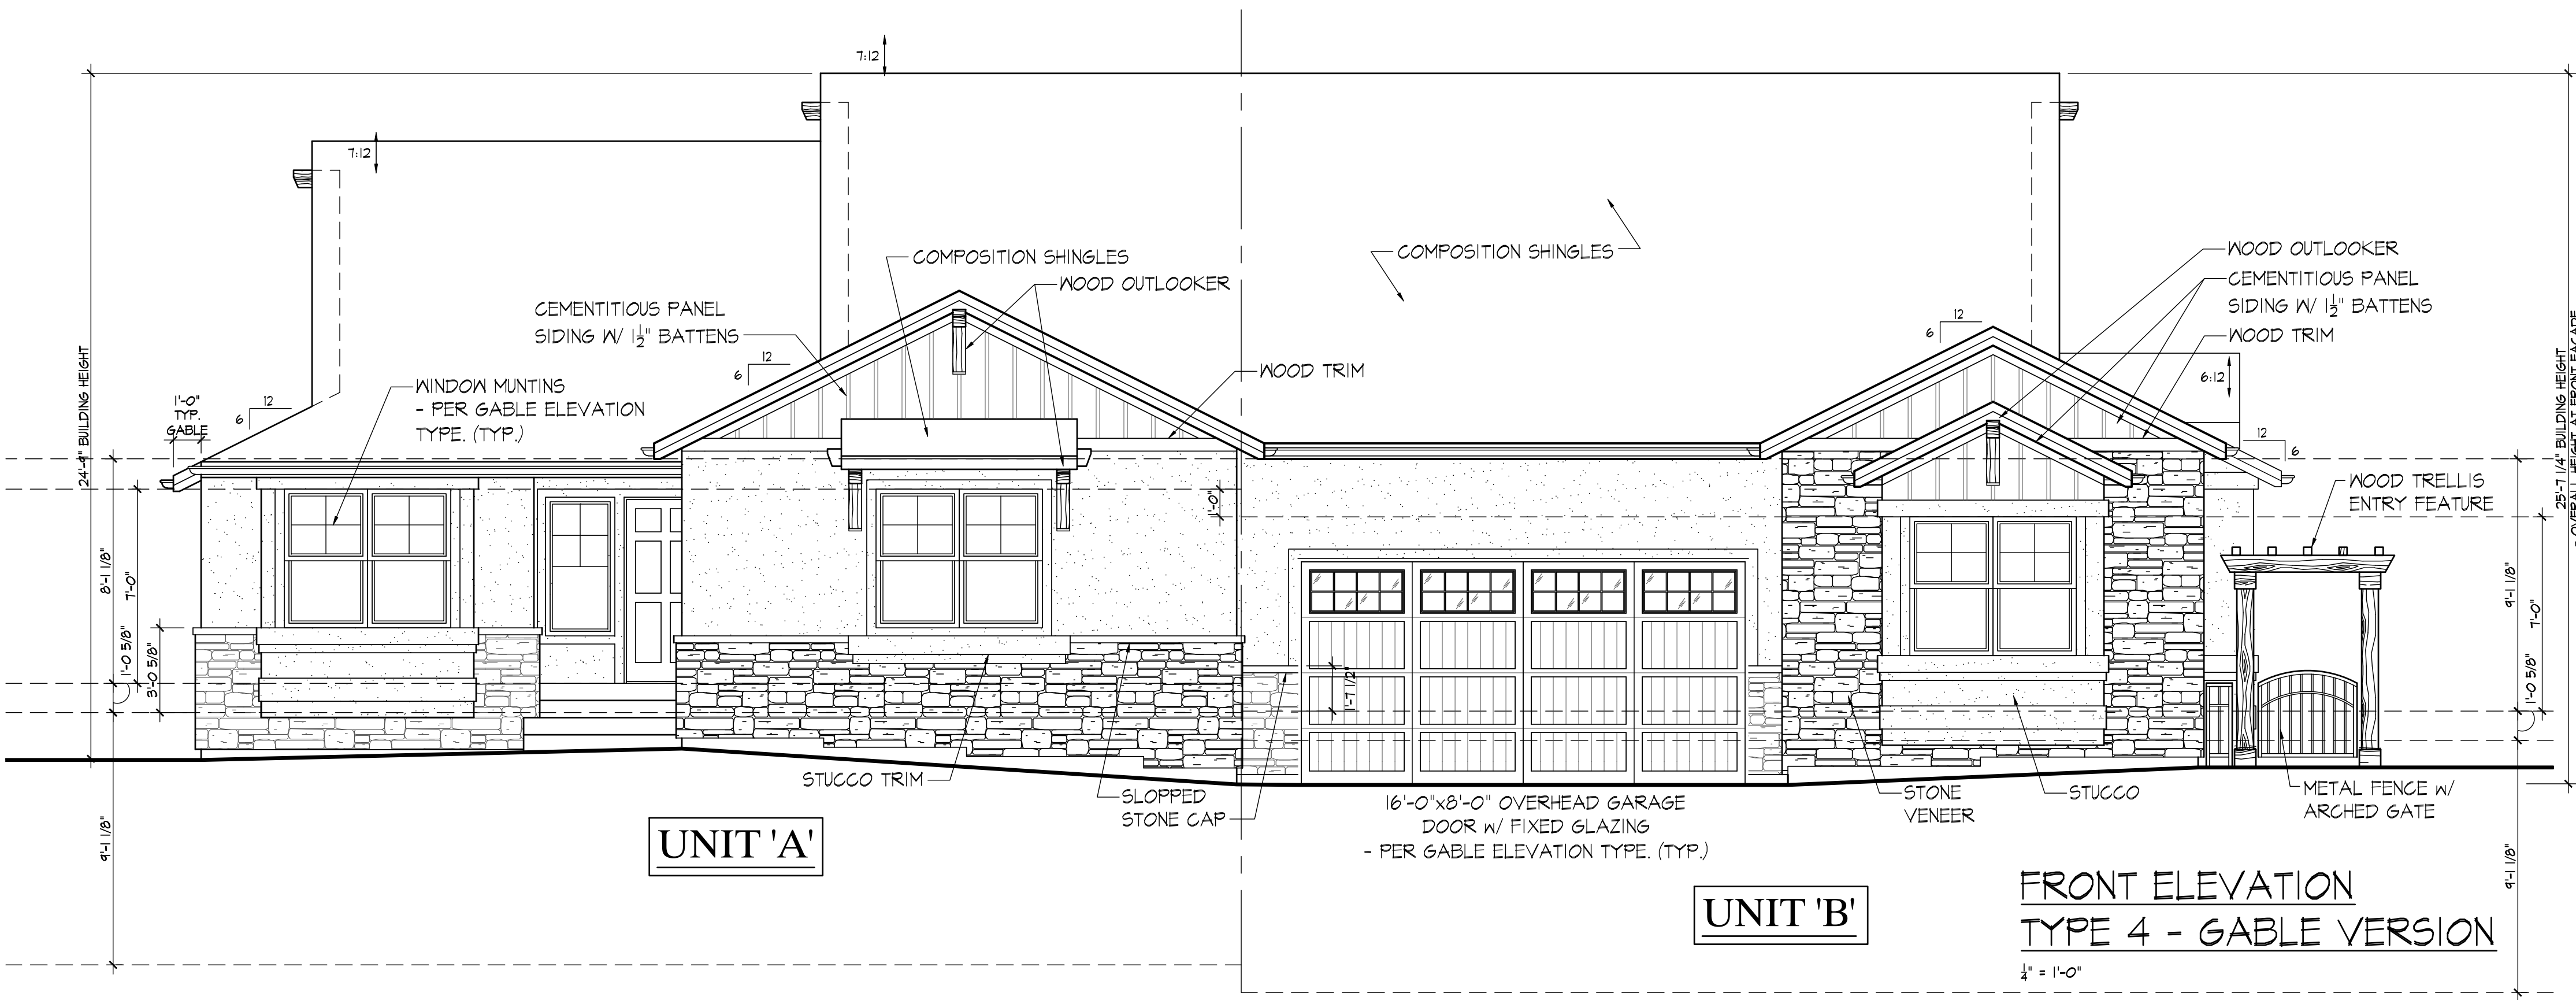 7:12
7:12
24'-9" BUILDING HEIGHT
1'-0"
TYP.
GABLE
12
6
WINDOW MUNTINS
- PER GABLE ELEVATION
TYPE. (TYP.)
CEMENTITIOUS PANEL
SIDING W/ 1½" BATTENS
12
6
COMPOSITION SHINGLES
WOOD OUTLOOKER
WOOD TRIM
COMPOSITION SHINGLES
12
6
WOOD OUTLOOKER
CEMENTITIOUS PANEL
SIDING W/ 1½" BATTENS
WOOD TRIM
6:12
12
6
WOOD TRELLIS
ENTRY FEATURE
25'-7 1/4" BUILDING HEIGHT
- OVERALL HEIGHT AT FRONT FACADE
8'-1 1/8"
7'-0"
1'-0 5/8"
3'-0 5/8"
9'-1 1/8"
1'-0"
1'-7 1/2"
9'-1 1/8"
7'-0"
1'-0 5/8"
9'-1 1/8"
STUCCO TRIM
SLOPPED
STONE CAP
16'-0"x8'-0" OVERHEAD GARAGE
DOOR w/ FIXED GLAZING
- PER GABLE ELEVATION TYPE. (TYP.)
STONE
VENEER
STUCCO
METAL FENCE w/
ARCHED GATE
UNIT 'A'
UNIT 'B'
FRONT ELEVATION
TYPE 4 - GABLE VERSION
¼" = 1'-0"